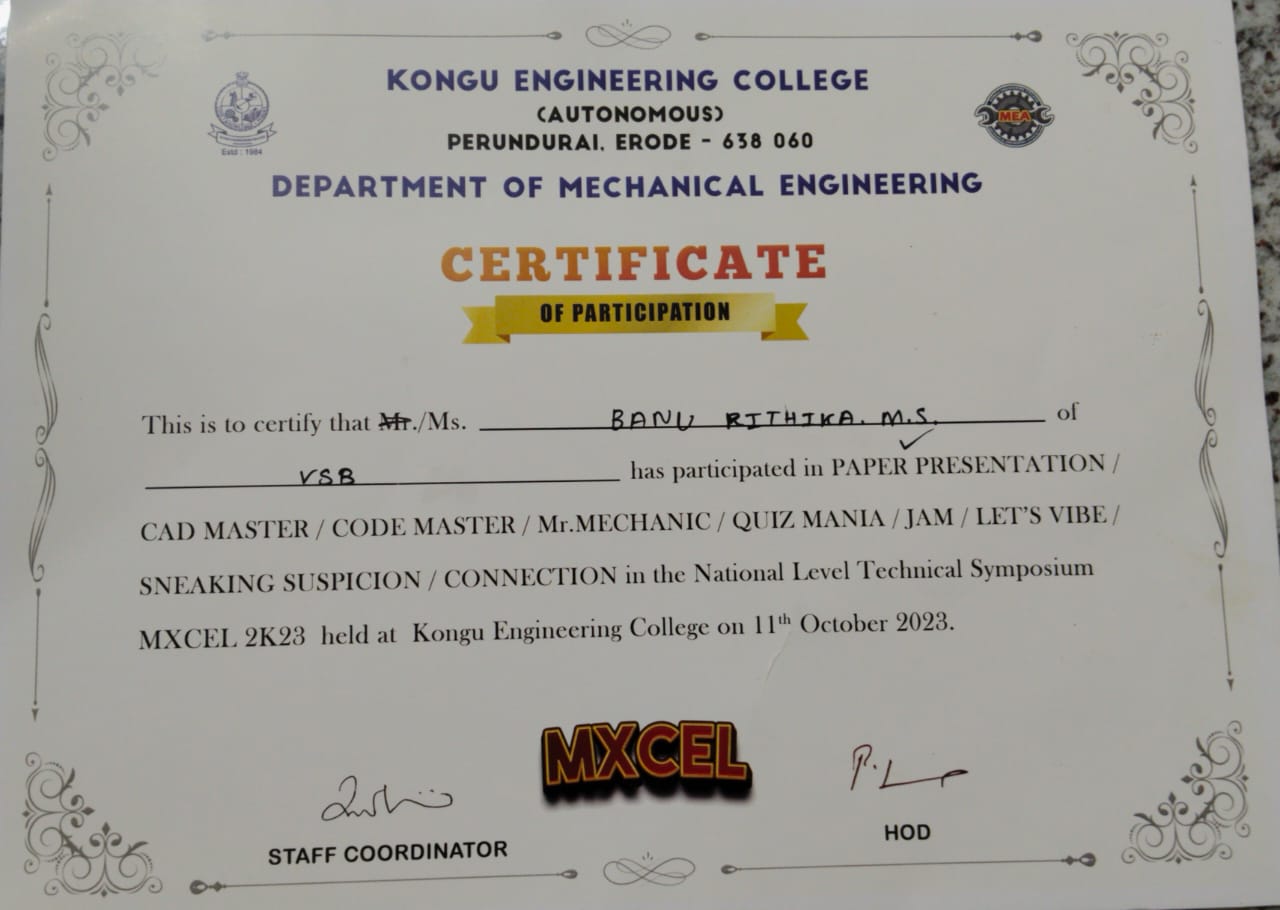 KONGU ENGINEERING COLLEGE
(AUTONOMOUS)
PERUNDURAI, ERODE - 638 060
Estd : 1984
MEA
DEPARTMENT OF MECHANICAL ENGINEERING
CERTIFICATE
OF PARTICIPATION
This is to certify that Mr./Ms. BANU RITHIKA. M.S. of
VSB has participated in PAPER PRESENTATION /
CAD MASTER / CODE MASTER / Mr.MECHANIC / QUIZ MANIA / JAM / LET'S VIBE /
SNEAKING SUSPICION / CONNECTION in the National Level Technical Symposium
MXCEL 2K23 held at Kongu Engineering College on 11th October 2023.
MXCEL
STAFF COORDINATOR
HOD